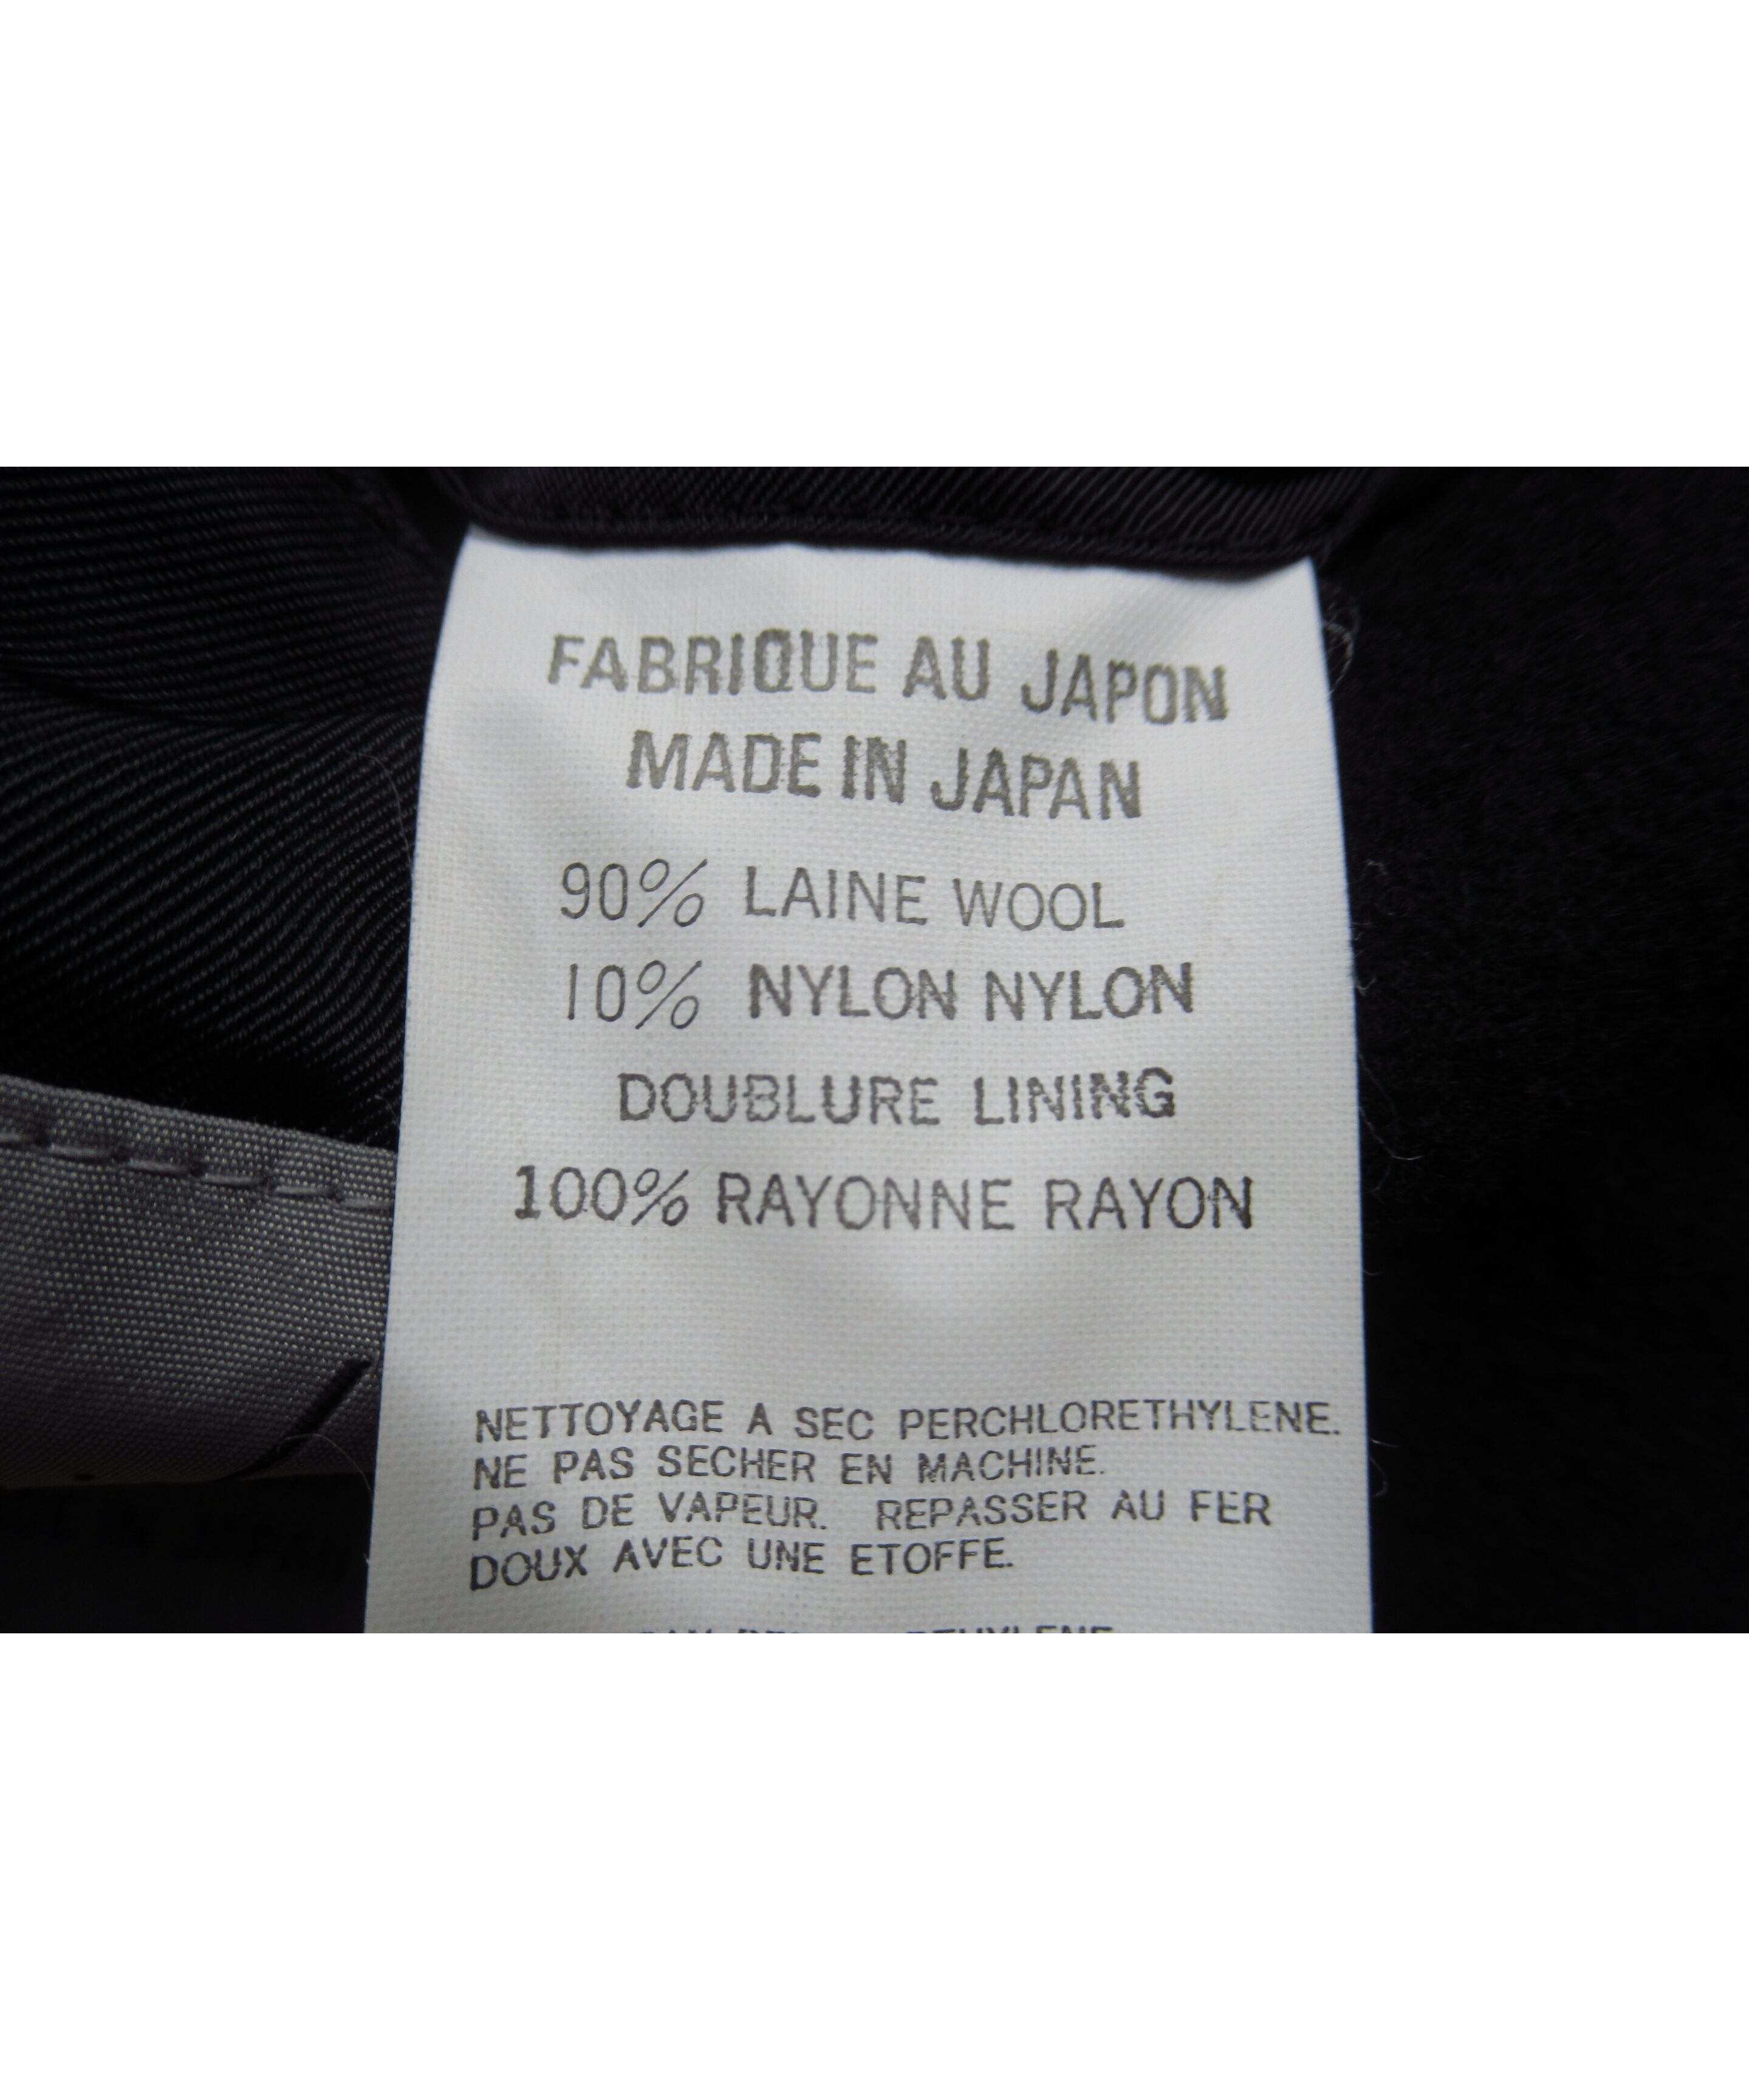 FABRIQUE AU JAPON
MADE IN JAPAN
90% LAINE WOOL
10% NYLON NYLON
DOUBLURE LINING
100% RAYONNE RAYON
NETTOYAGE A SEC PERCHLORETHYLENE.
NE PAS SECHER EN MACHINE.
PAS DE VAPEUR. REPASSER AU FER
DOUX AVEC UNE ETOFFE.